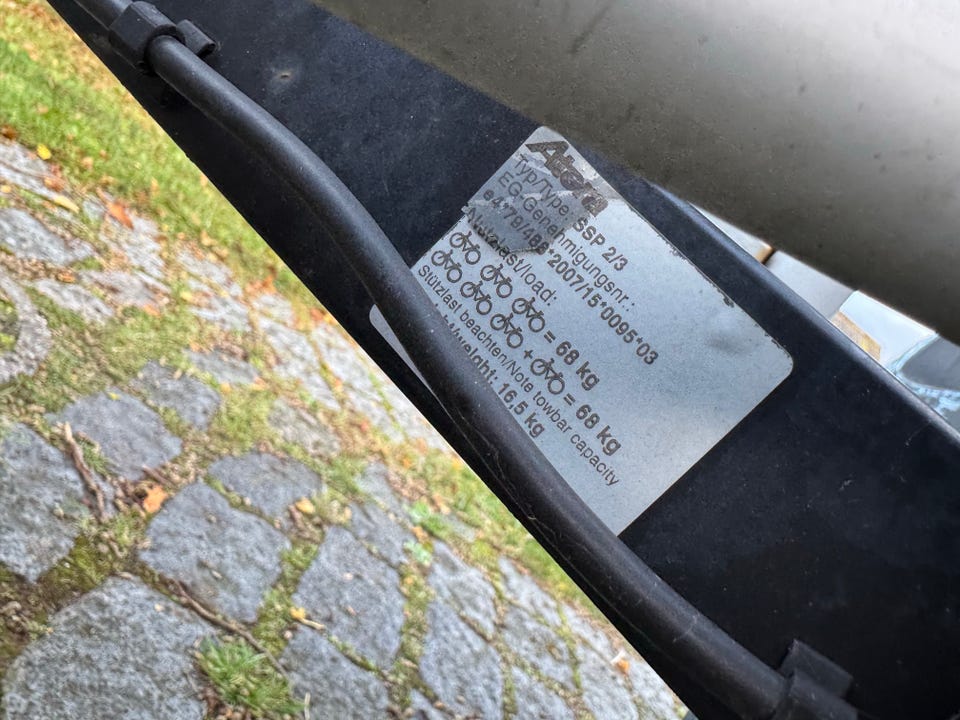 Atera
Typ/Type: SSP 2/3
EG-Genehmigungsnr.:
e4*79/488*2007/15*0095*03
Nutzlast/load:
= 68 kg
+ = 68 kg
Stützlast beachten/Note towbar capacity
16,5 kg